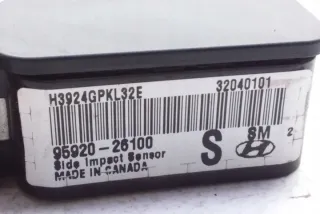 H3924GPKL32E 32040101
95920-26100 S SM 2
Side Impact Sensor
MADE IN CANADA